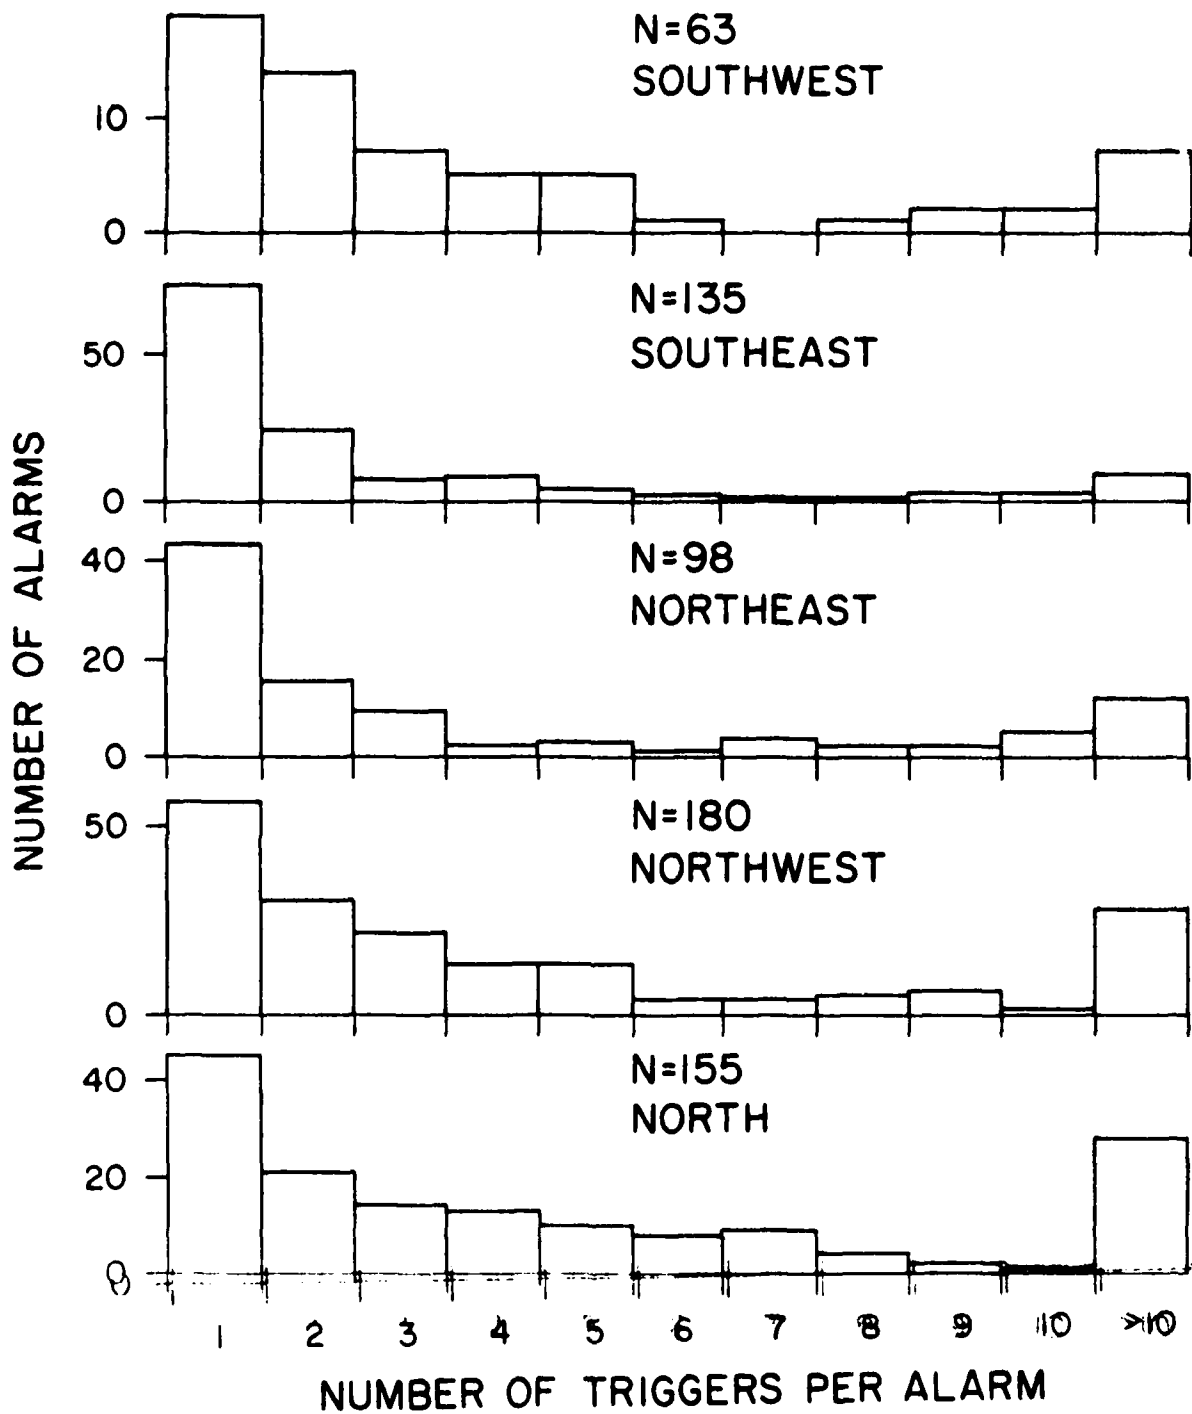 NUMBER OF ALARMS
N=63
SOUTHWEST
10
0
N=135
SOUTHEAST
50
0
N=98
NORTHEAST
40
20
0
N=180
NORTHWEST
50
0
N=155
NORTH
40
20
0
1 2 3 4 5 6 7 8 9 10 >10
NUMBER OF TRIGGERS PER ALARM